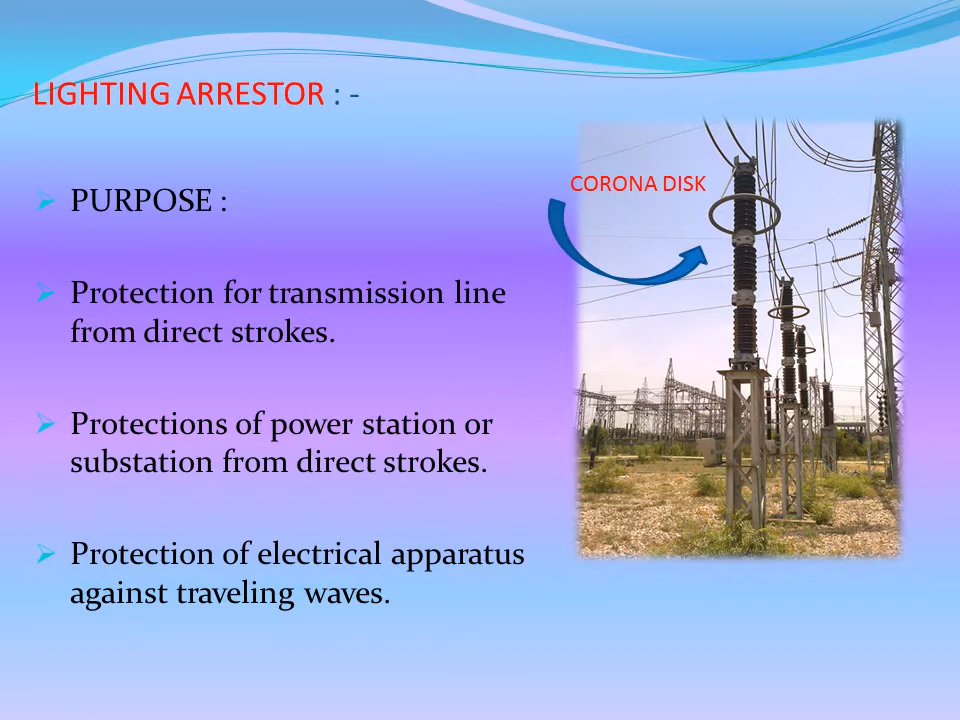 LIGHTING ARRESTOR : -
CORONA DISK
PURPOSE :
Protection for transmission line
from direct strokes.
Protections of power station or
substation from direct strokes.
Protection of electrical apparatus
against traveling waves.